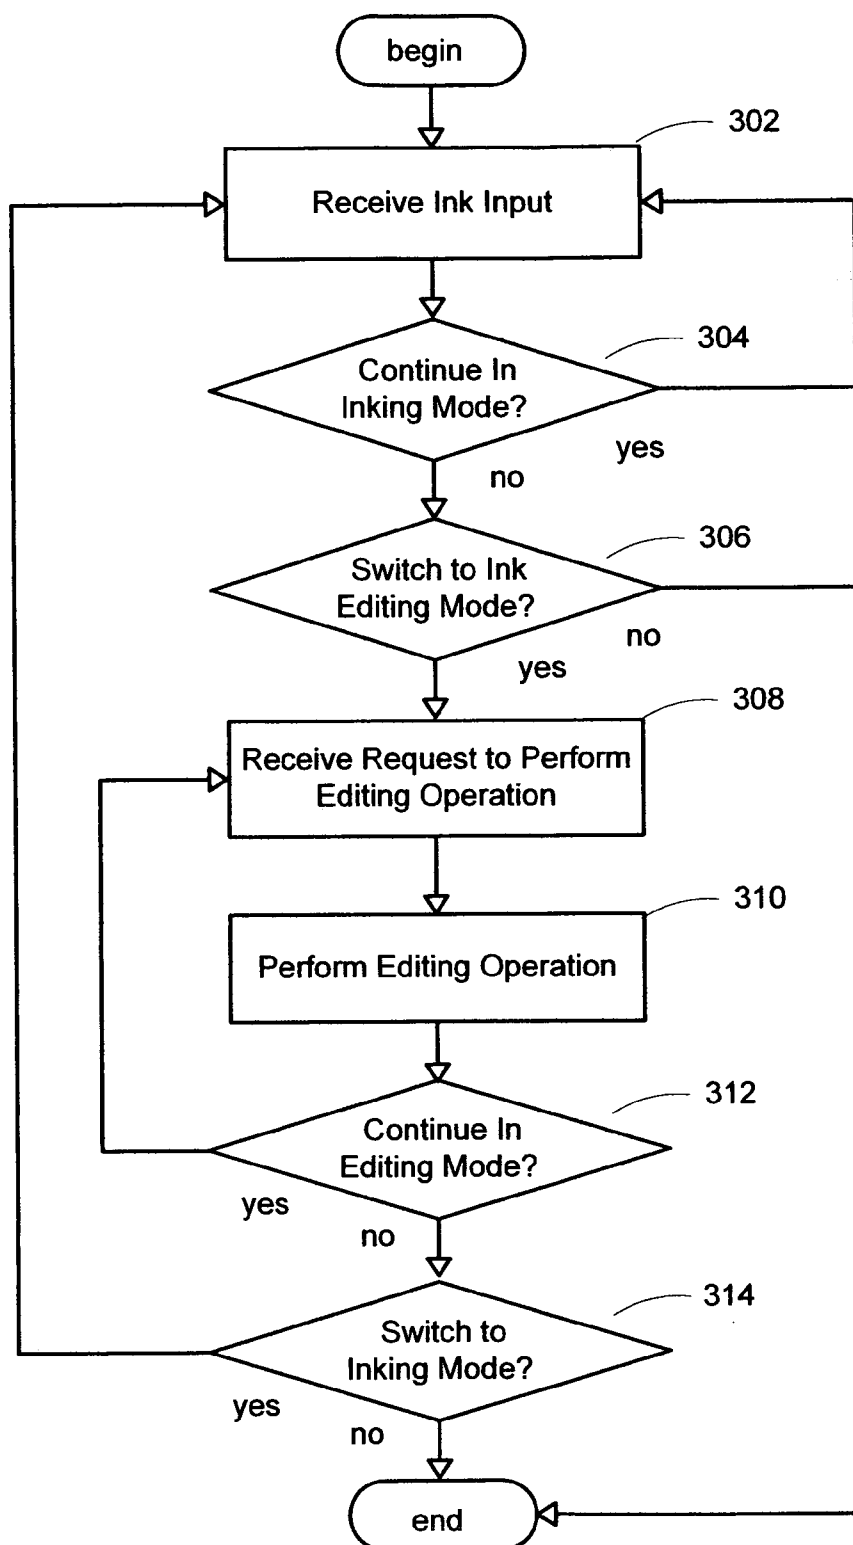 begin
302
Receive Ink Input
304
Continue In
Inking Mode?
yes
no
306
Switch to Ink
Editing Mode?
no
yes
308
Receive Request to Perform
Editing Operation
310
Perform Editing Operation
312
Continue In
Editing Mode?
yes
no
314
Switch to
Inking Mode?
yes
no
end